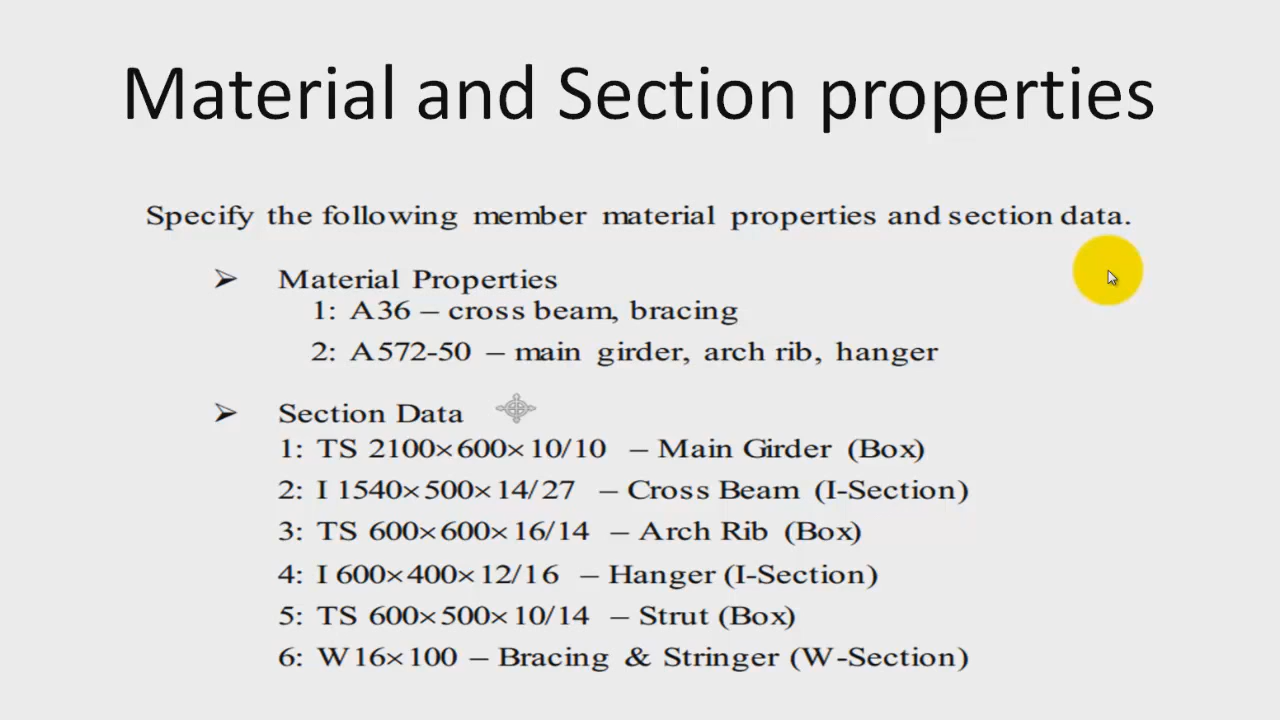 Material and Section properties
Specify the following member material properties and section data.
➢ Material Properties
1: A36 – cross beam, bracing
2: A572-50 – main girder, arch rib, hanger
➢ Section Data
1: TS 2100×600×10/10 – Main Girder (Box)
2: I 1540×500×14/27 – Cross Beam (I-Section)
3: TS 600×600×16/14 – Arch Rib (Box)
4: I 600×400×12/16 – Hanger (I-Section)
5: TS 600×500×10/14 – Strut (Box)
6: W16×100 – Bracing & Stringer (W-Section)